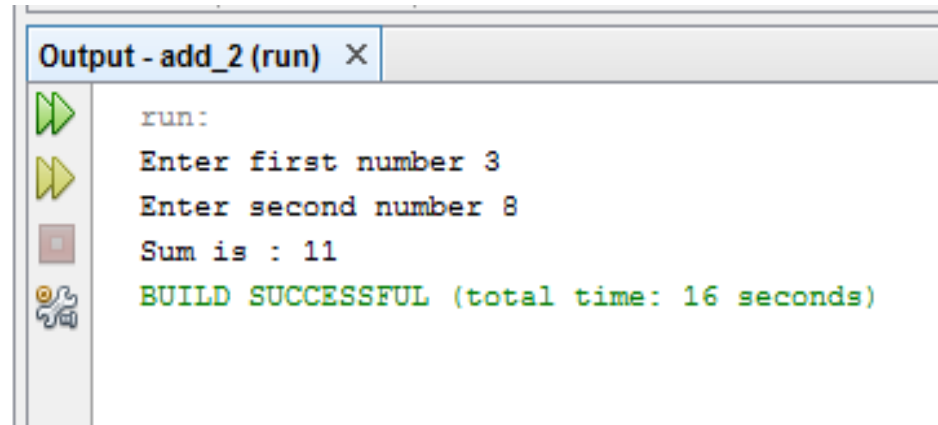 Output - add_2 (run) ×
run:
Enter first number 3
Enter second number 8
Sum is : 11
BUILD SUCCESSFUL (total time: 16 seconds)